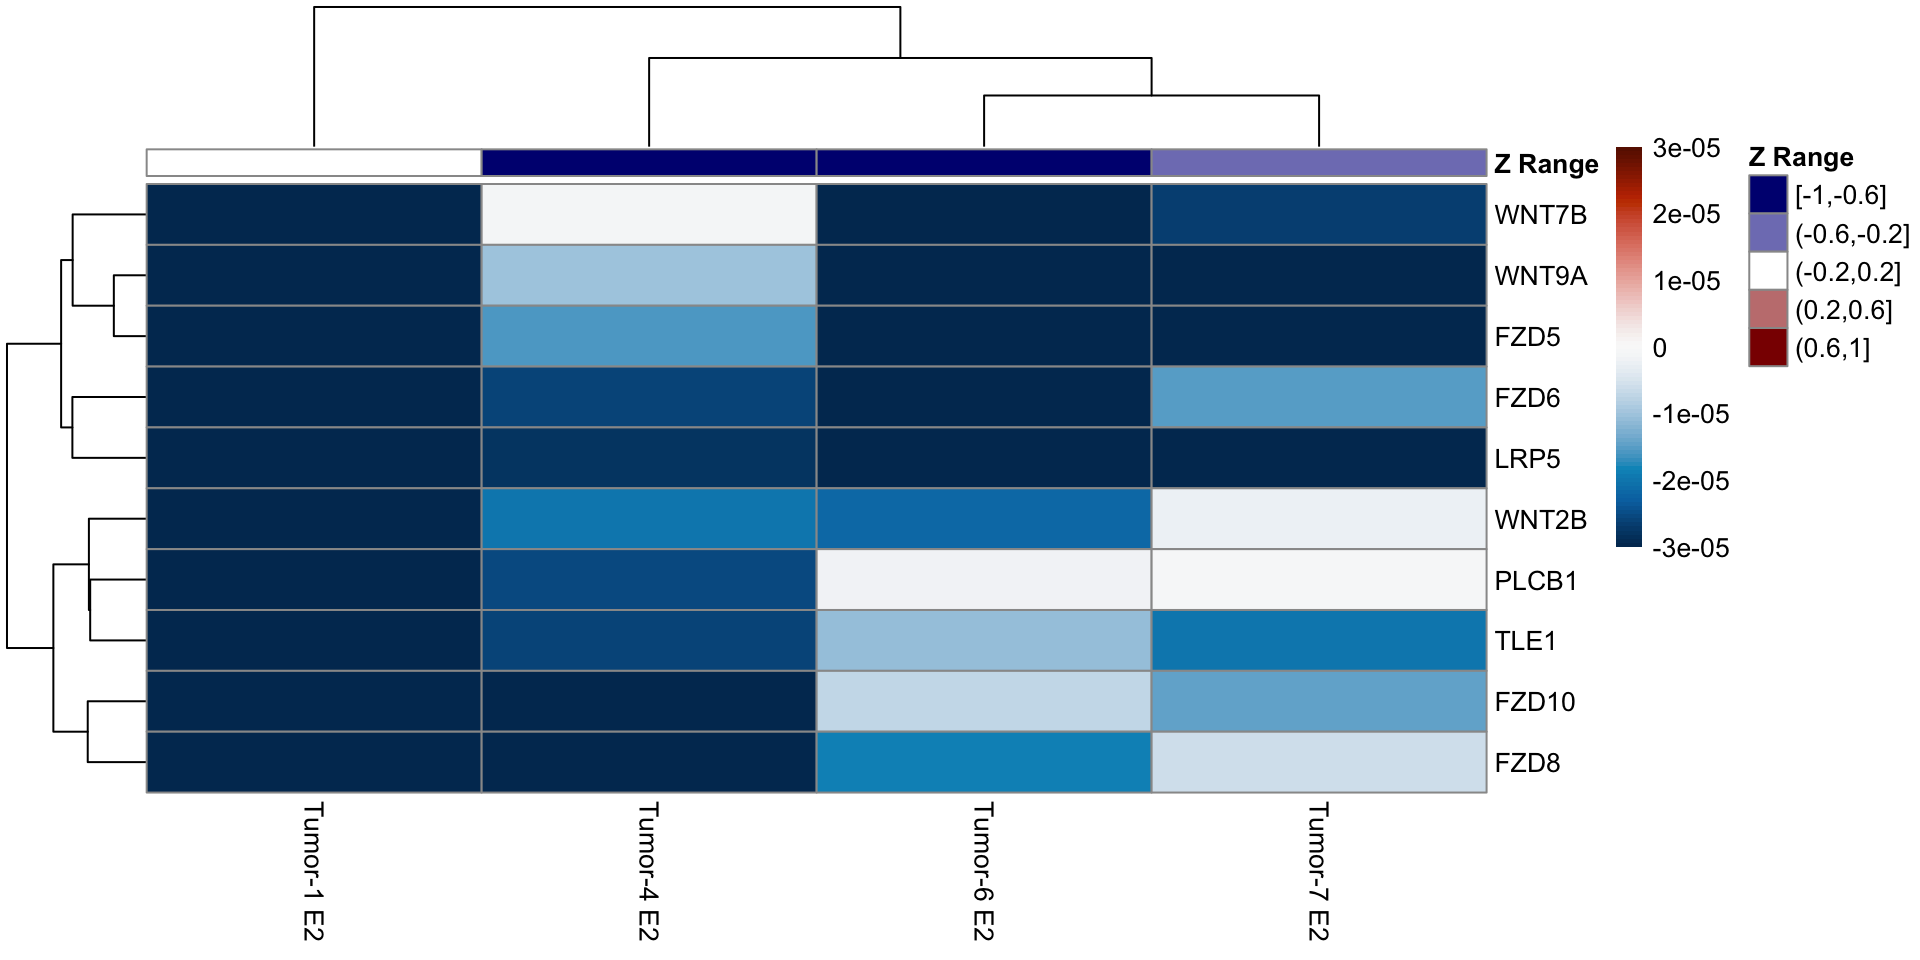 Z Range
WNT7B
WNT9A
FZD5
FZD6
LRP5
WNT2B
PLCB1
TLE1
FZD10
FZD8
Tumor-1 E2
Tumor-4 E2
Tumor-6 E2
Tumor-7 E2
3e-05
2e-05
1e-05
0
-1e-05
-2e-05
-3e-05
Z Range
[-1,-0.6]
(-0.6,-0.2]
(-0.2,0.2]
(0.2,0.6]
(0.6,1]